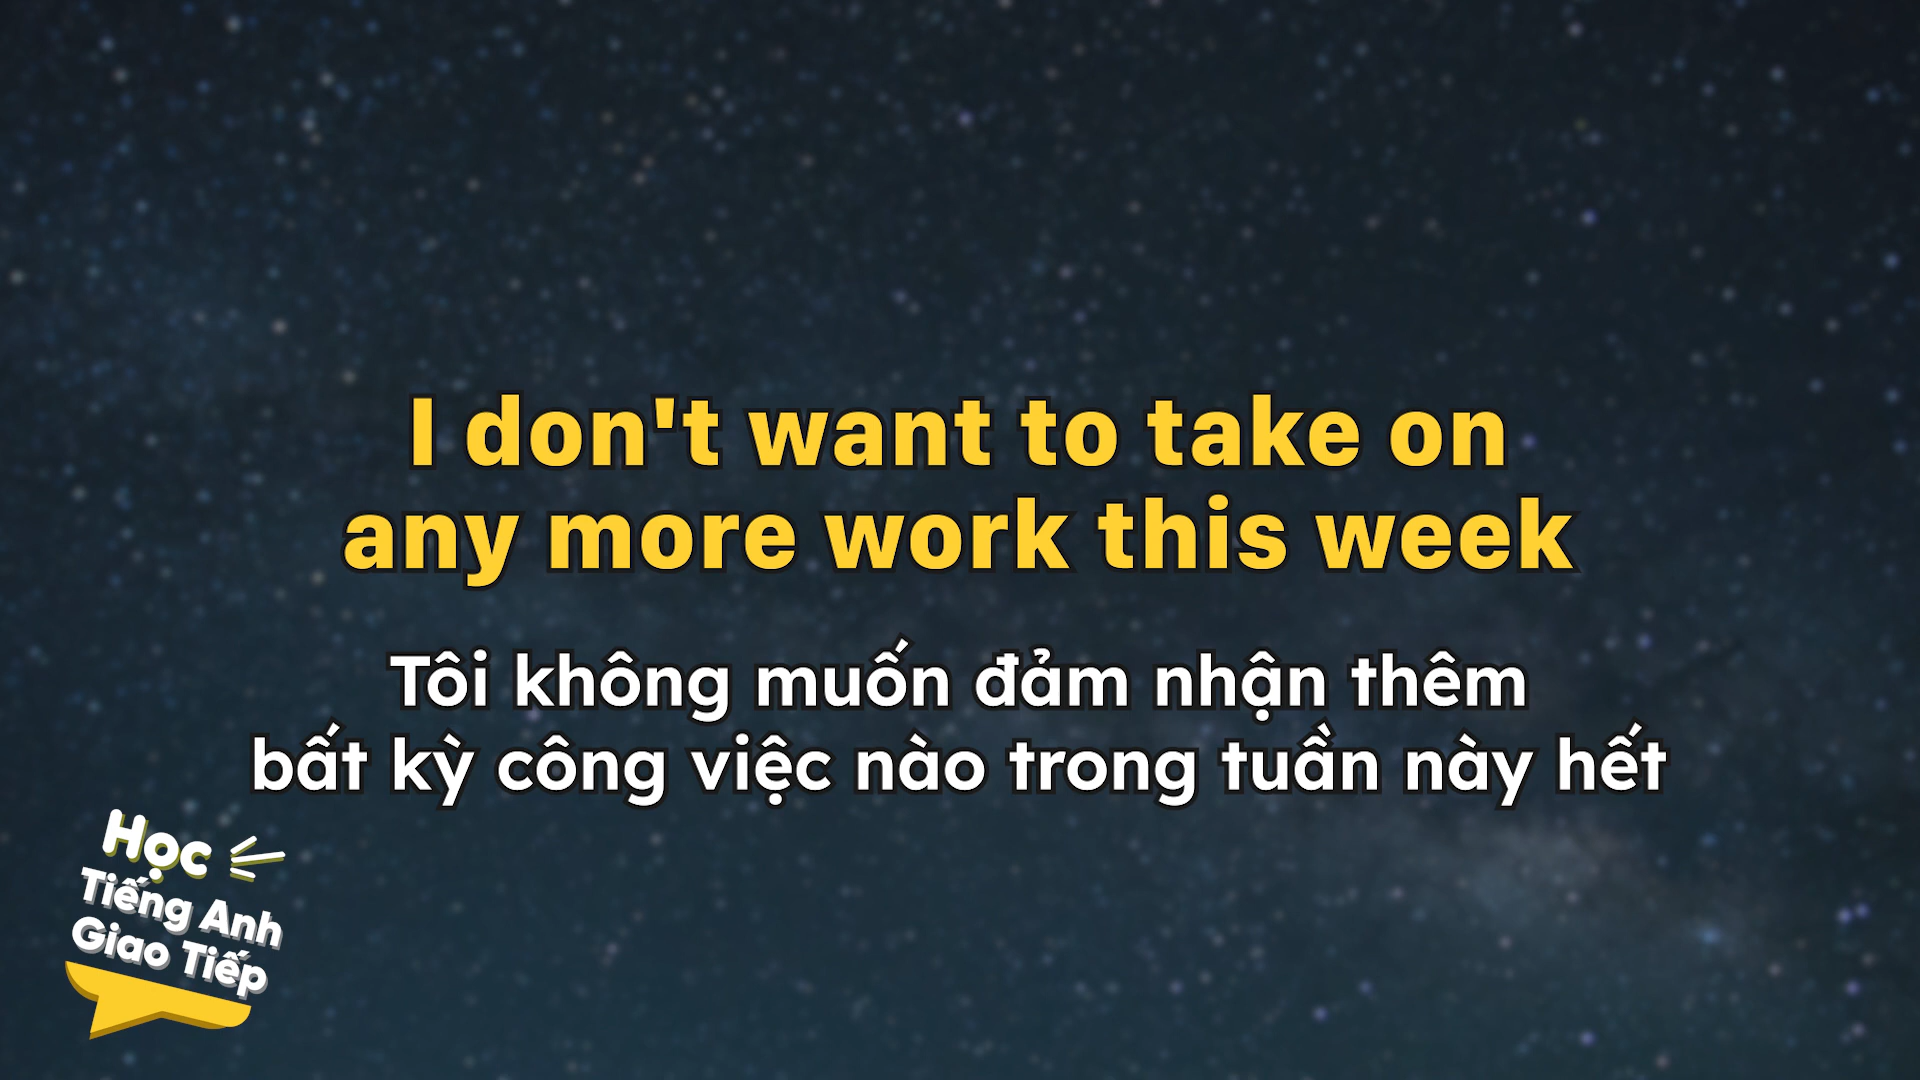 I don't want to take on
any more work this week
Tôi không muốn đảm nhận thêm
bất kỳ công việc nào trong tuần này hết
Học
Tiếng Anh
Giao Tiếp